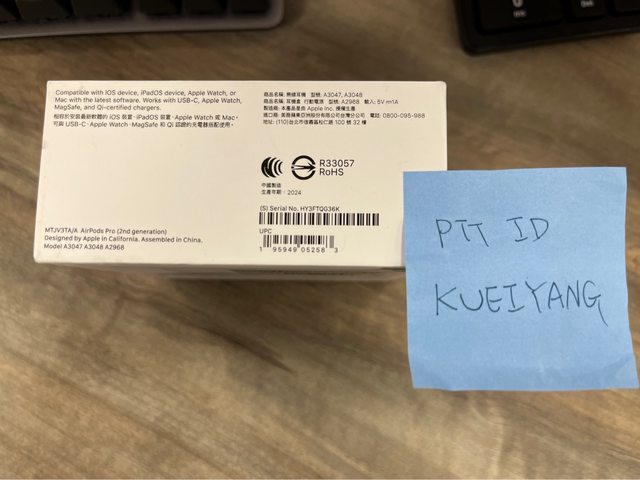 Compatible with iOS device, iPadOS device, Apple Watch, or
Mac with the latest software. Works with USB-C, Apple Watch,
MagSafe, and Qi-certified chargers.
相容於安裝最新軟體的 iOS 裝置、iPadOS 裝置、Apple Watch 或 Mac。
可與 USB-C、Apple Watch、MagSafe 和 Qi 認證的充電器搭配使用。
商品名稱: 無線耳機 型號: A3047, A3048
商品名稱: 耳機盒 行動電源 型號: A2968 輸入: 5V ⎓1A
製造商: 本產品是由 Apple Inc. 授權生產
進口商: 美商蘋果亞洲股份有限公司台灣分公司 電話: 0800-095-988
地址: (110)台北市信義區松仁路 100 號 32 樓
R33057
RoHS
中國製造
生產年期: 2024
(S) Serial No. HY3FTQG36K
UPC
1 95949 05258 3
MTJV3TA/A AirPods Pro (2nd generation)
Designed by Apple in California. Assembled in China.
Model A3047 A3048 A2968
PTT ID
KUEIYANG